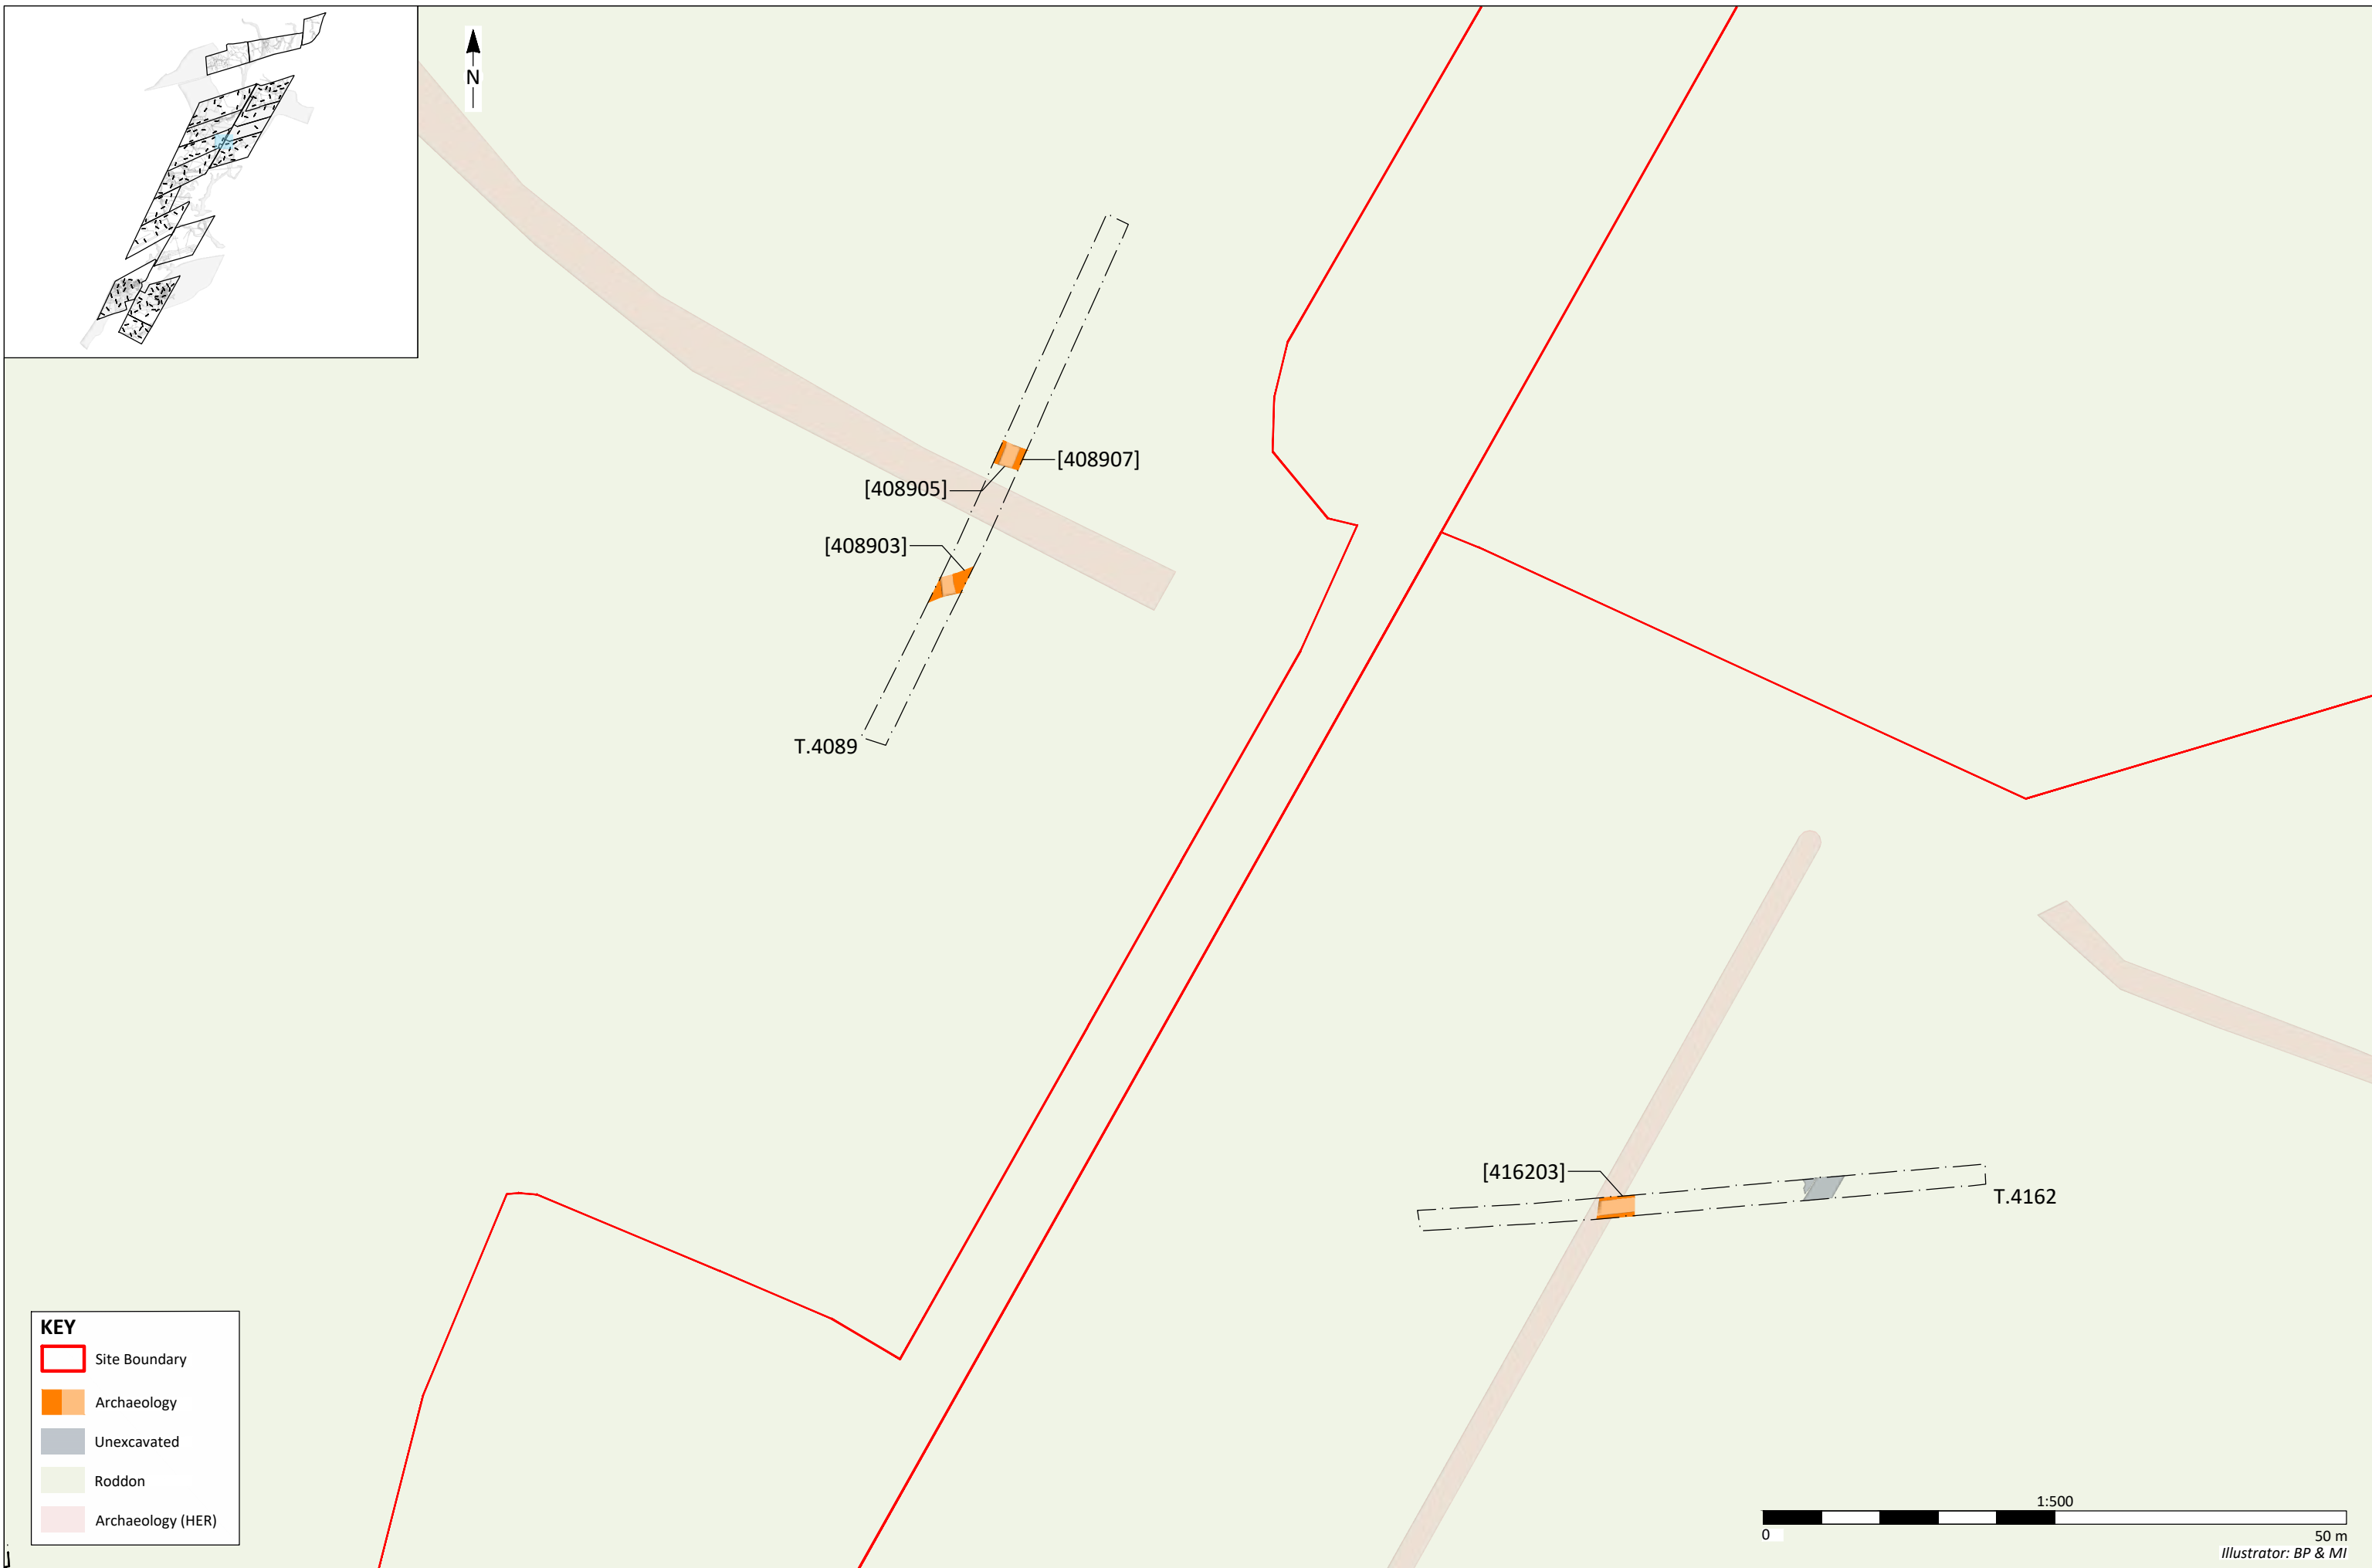 N
[408907]
[408905]
[408903]
T.4089
[416203]
T.4162
KEY
Site Boundary
Archaeology
Unexcavated
Roddon
Archaeology (HER)
1:500
0
50 m
Illustrator: BP & MI